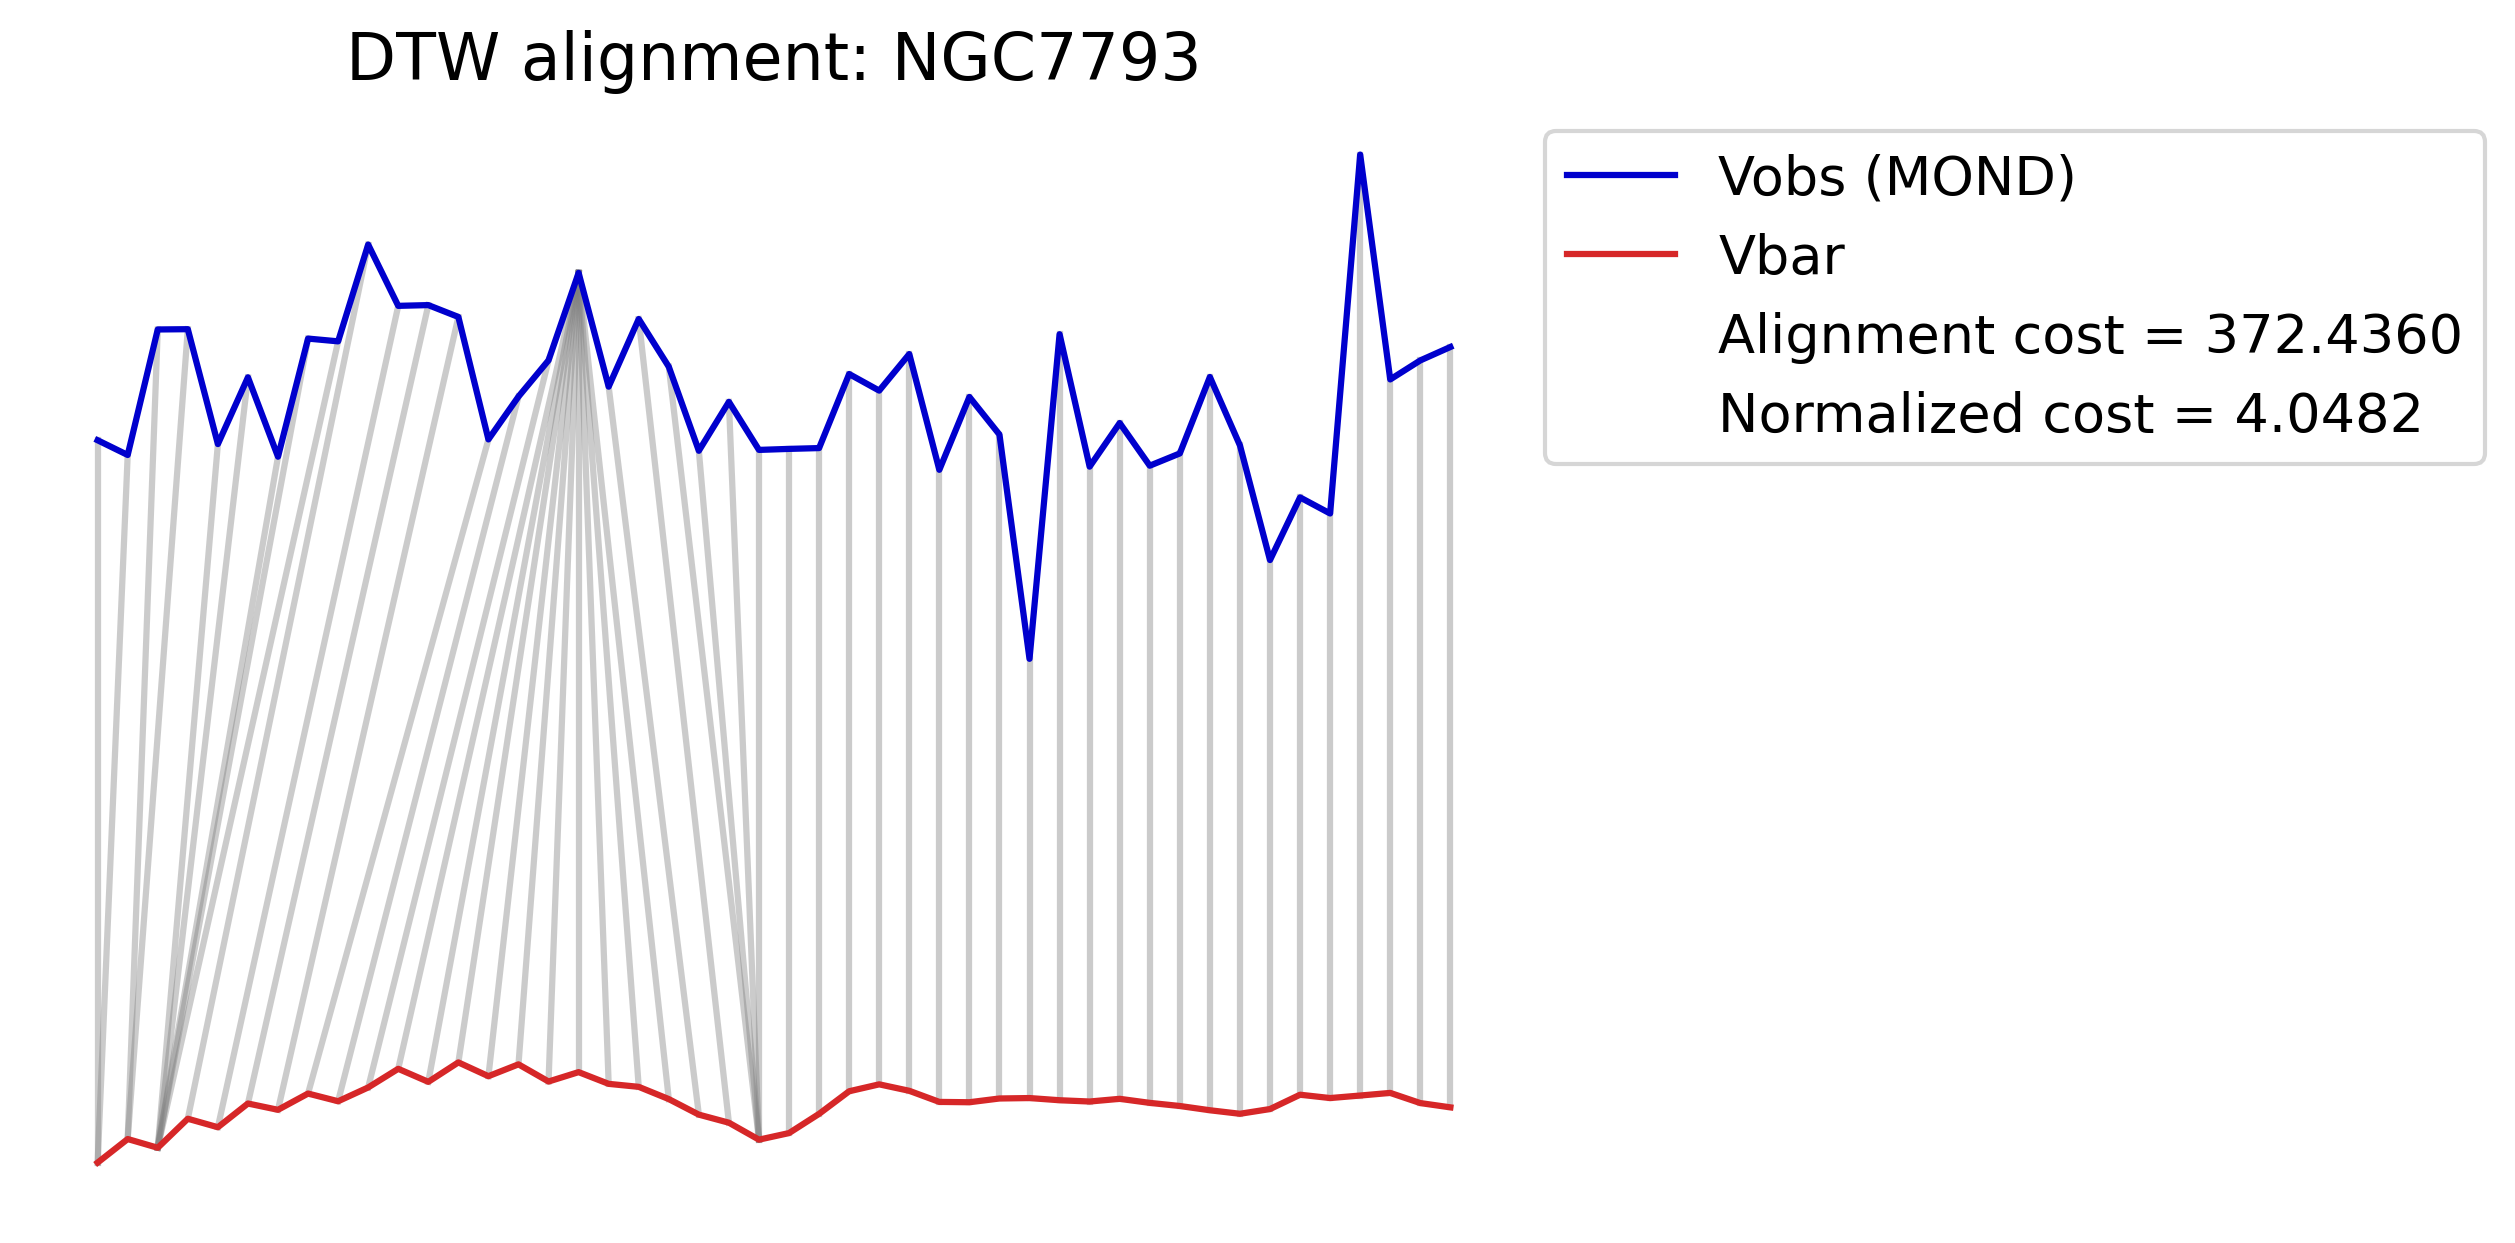 DTW alignment: NGC7793
Vobs (MOND)
Vbar
Alignment cost = 372.4360
Normalized cost = 4.0482